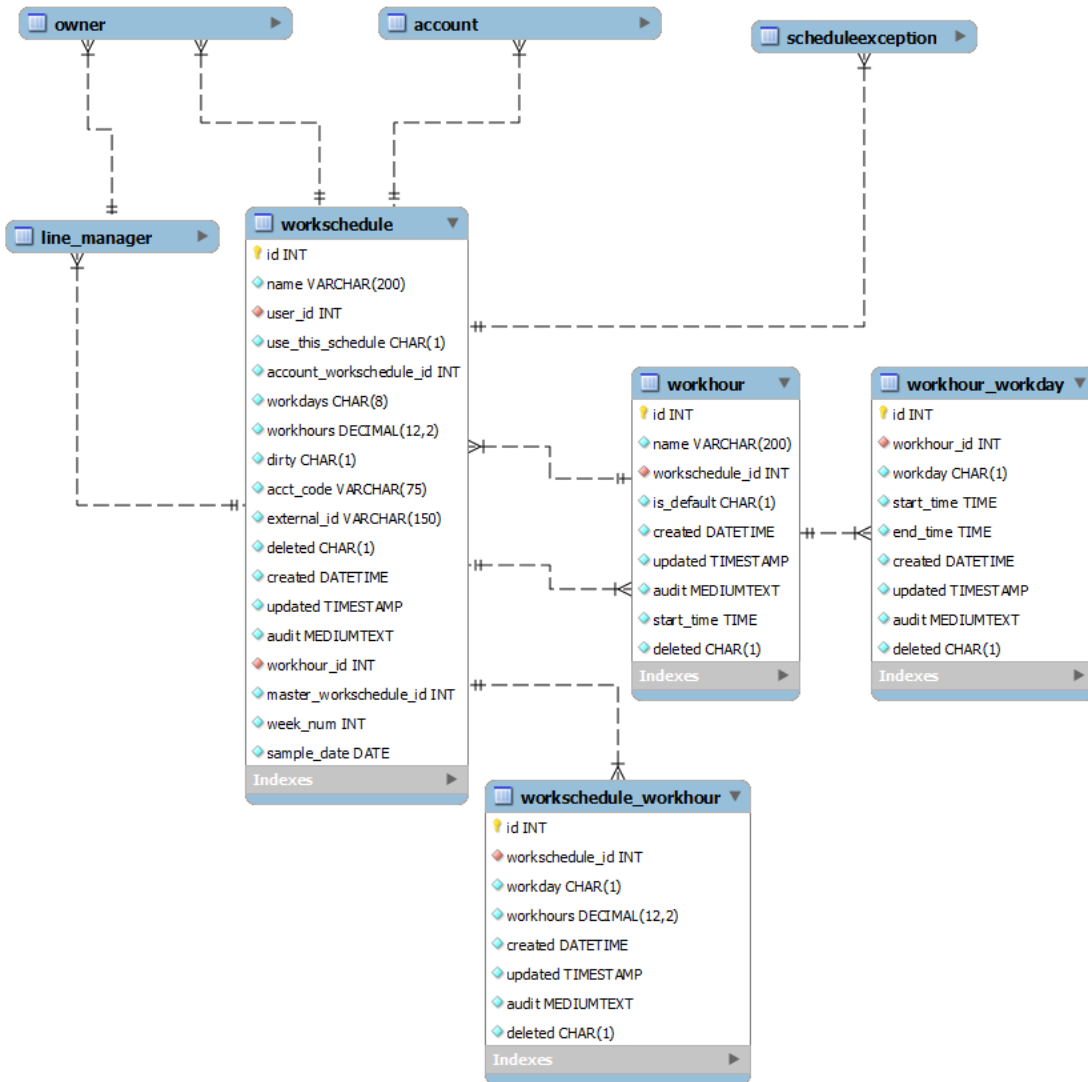 owner
account
scheduleexception
line_manager
workschedule
id INT
name VARCHAR(200)
user_id INT
use_this_schedule CHAR(1)
account_workschedule_id INT
workdays CHAR(8)
workhours DECIMAL(12,2)
dirty CHAR(1)
acct_code VARCHAR(75)
external_id VARCHAR(150)
deleted CHAR(1)
created DATETIME
updated TIMESTAMP
audit MEDIUMTEXT
workhour_id INT
master_workschedule_id INT
week_num INT
sample_date DATE
Indexes
workhour
id INT
name VARCHAR(200)
workschedule_id INT
is_default CHAR(1)
created DATETIME
updated TIMESTAMP
audit MEDIUMTEXT
start_time TIME
deleted CHAR(1)
Indexes
workhour_workday
id INT
workhour_id INT
workday CHAR(1)
start_time TIME
end_time TIME
created DATETIME
updated TIMESTAMP
audit MEDIUMTEXT
deleted CHAR(1)
Indexes
workschedule_workhour
id INT
workschedule_id INT
workday CHAR(1)
workhours DECIMAL(12,2)
created DATETIME
updated TIMESTAMP
audit MEDIUMTEXT
deleted CHAR(1)
Indexes